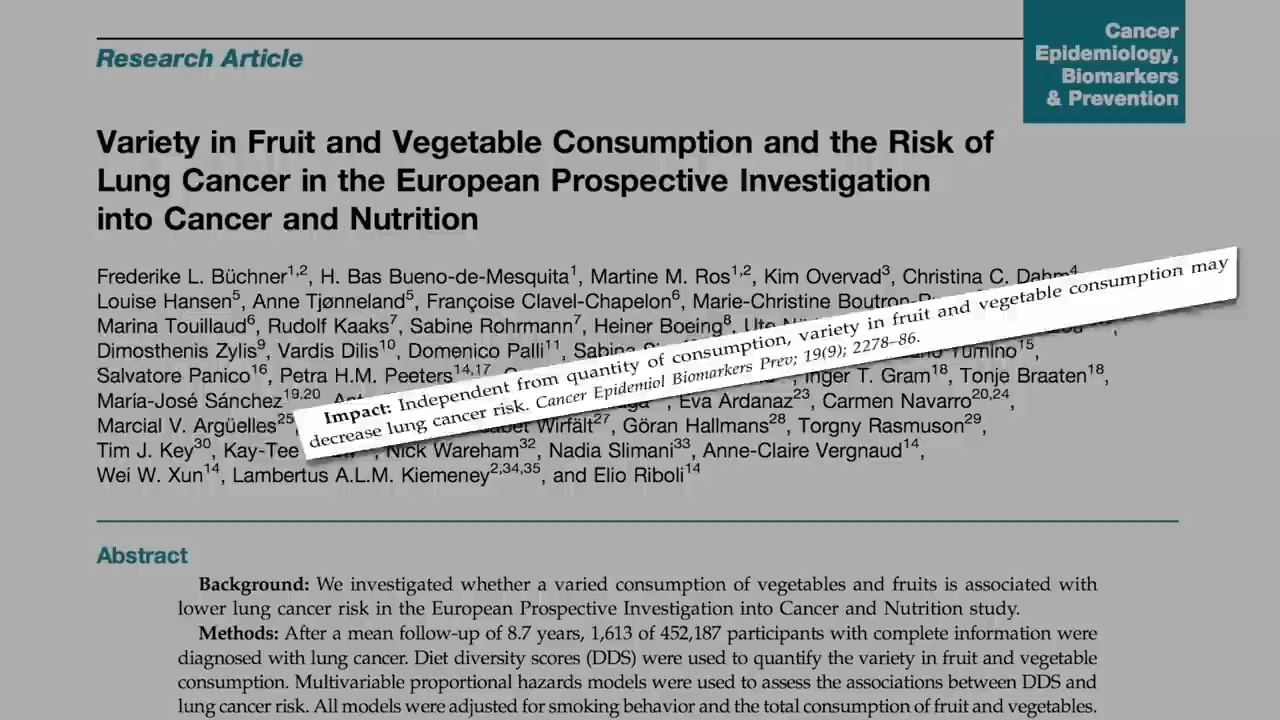 Research Article
Cancer
Epidemiology,
Biomarkers
& Prevention
Variety in Fruit and Vegetable Consumption and the Risk of
Lung Cancer in the European Prospective Investigation
into Cancer and Nutrition
Frederike L. Büchner1,2, H. Bas Bueno-de-Mesquita1, Martine M. Ros1,2, Kim Overvad3, Christina C. Dahm4
Louise Hansen5, Anne Tjønneland5, Françoise Clavel-Chapelon6, Marie-Christine Boutron
Marina Touillaud6, Rudolf Kaaks7, Sabine Rohrmann7, Heiner Boeing8,
Dimosthenis Zylis9, Vardis Dilis10, Domenico Palli11, Tumino15,
Salvatore Panico16, Petra H.M. Peeters14,17 , Inger T. Gram18, Tonje Braaten18,
María-José Sánchez19,20 , Eva Ardanaz23, Carmen Navarro20,24,
Marcial V. Argüelles25, Wirfält27, Göran Hallmans28, Torgny Rasmuson29,
Tim J. Key30, Kay-Tee Nick Wareham32, Nadia Slimani33, Anne-Claire Vergnaud14,
Wei W. Xun14, Lambertus A.L.M. Kiemeney2,34,35, and Elio Riboli14
Impact: Independent from quantity of consumption, variety in fruit and vegetable consumption may
decrease lung cancer risk. Cancer Epidemiol Biomarkers Prev; 19(9); 2278–86.
Abstract
Background: We investigated whether a varied consumption of vegetables and fruits is associated with
lower lung cancer risk in the European Prospective Investigation into Cancer and Nutrition study.
Methods: After a mean follow-up of 8.7 years, 1,613 of 452,187 participants with complete information were
diagnosed with lung cancer. Diet diversity scores (DDS) were used to quantify the variety in fruit and vegetable
consumption. Multivariable proportional hazards models were used to assess the associations between DDS and
lung cancer risk. All models were adjusted for smoking behavior and the total consumption of fruit and vegetables.